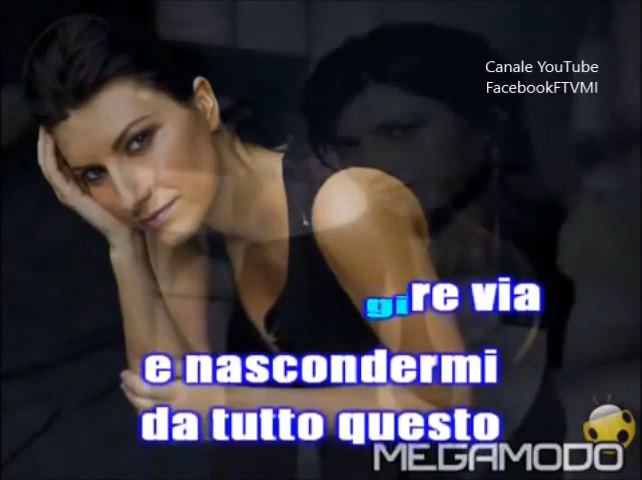 Canale YouTube
FacebookFTVMI
gire via
e nascondermi
da tutto questo
MEGAMODO